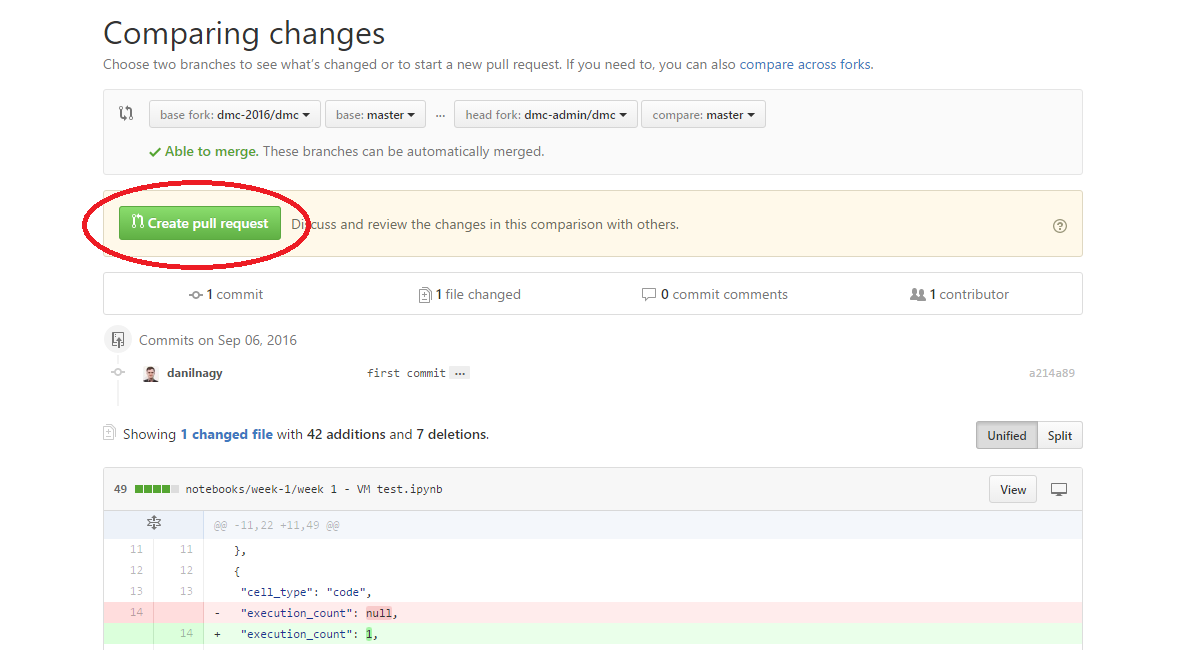 Comparing changes
Choose two branches to see what's changed or to start a new pull request. If you need to, you can also compare across forks.
base fork: dmc-2016/dmc base: master ... head fork: dmc-admin/dmc compare: master
Able to merge. These branches can be automatically merged.
Create pull request Discuss and review the changes in this comparison with others.
1 commit 1 file changed 0 commit comments 1 contributor
Commits on Sep 06, 2016
danilnagy first commit ... a214a89
Showing 1 changed file with 42 additions and 7 deletions. Unified Split
49 notebooks/week-1/week 1 - VM test.ipynb View
@@ -11,22 +11,49 @@
11 11 },
12 12 {
13 13 "cell_type": "code",
14 - "execution_count": null,
14 + "execution_count": 1,